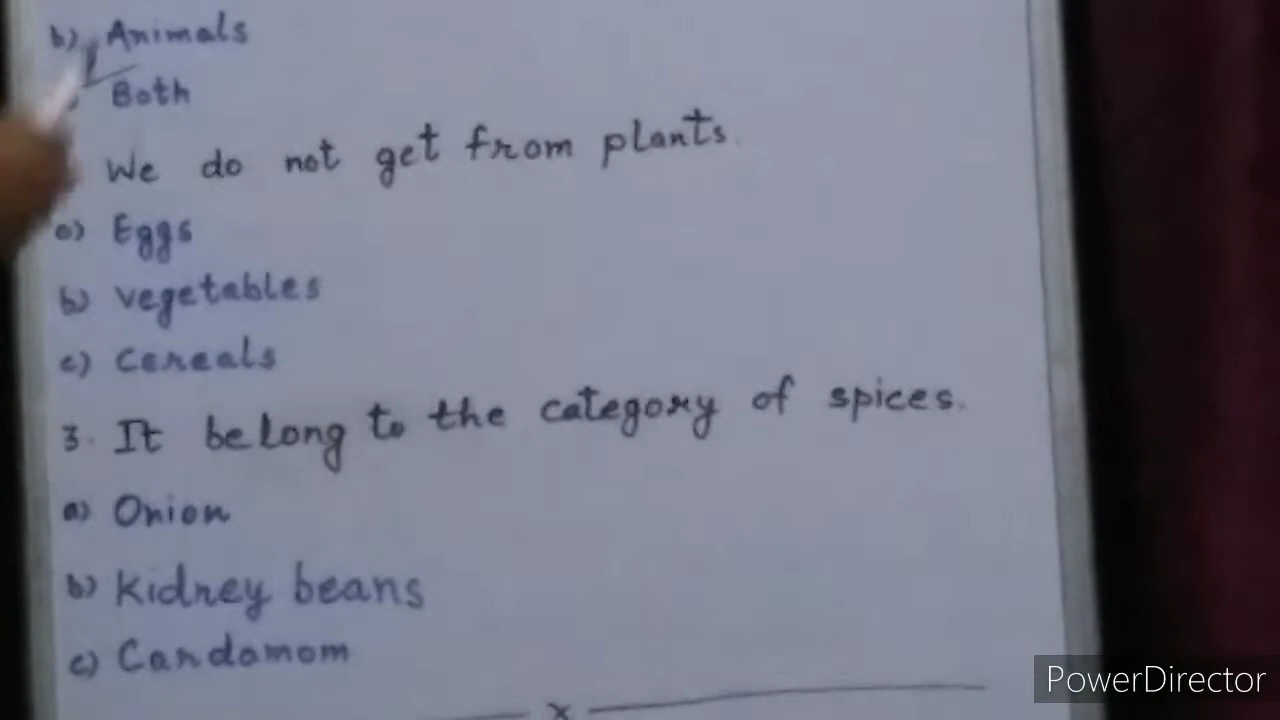 b) Animals
Both
We do not get from plants.
a) Eggs
b) vegetables
c) cereals
3. It belong to the category of spices.
a) Onion
b) Kidney beans
c) Cardamom
x
PowerDirector